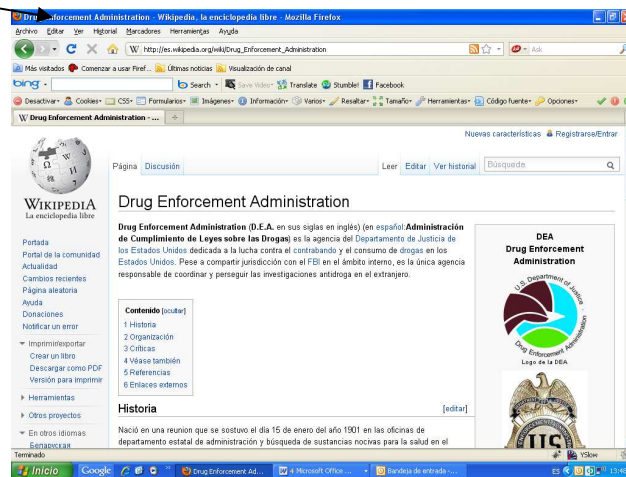 Drug Enforcement Administration - Wikipedia, la enciclopedia libre - Mozilla Firefox
Archivo Editar Ver Historial Marcadores Herramientas Ayuda
W http://es.wikipedia.org/wiki/Drug_Enforcement_Administration
Ask
Más visitados Comenzar a usar Firef... Últimas noticias Visualización de canal
bing Search Save Video Translate Stumble! Facebook
Desactivar Cookies CSS Formularios Imágenes Información Varios Resaltar Tamaño Herramientas Código fuente Opciones
W Drug Enforcement Administration - ...
Nuevas características Registrarse/Entrar
Página Discusión Leer Editar Ver historial Búsqueda
WIKIPEDIA
La enciclopedia libre
Portada
Portal de la comunidad
Actualidad
Cambios recientes
Página aleatoria
Ayuda
Donaciones
Notificar un error
Imprimir/exportar
Crear un libro
Descargar como PDF
Versión para imprimir
Herramientas
Otros proyectos
En otros idiomas
Беларуская
Drug Enforcement Administration
Drug Enforcement Administration (D.E.A. en sus siglas en inglés) (en español:Administración
de Cumplimiento de Leyes sobre las Drogas) es la agencia del Departamento de Justicia de
los Estados Unidos dedicada a la lucha contra el contrabando y el consumo de drogas en los
Estados Unidos. Pese a compartir jurisdicción con el FBI en el ámbito interno, es la única agencia
responsable de coordinar y perseguir las investigaciones antidroga en el extranjero.
Contenido [ocultar]
1 Historia
2 Organización
3 Críticas
4 Véase también
5 Referencias
6 Enlaces externos
Historia [editar]
Nació en una reunion que se sostuvo el día 15 de enero del año 1901 en las oficinas de
departamento estatal de administración y búsqueda de sustancias nocivas para la salud en el
DEA
Drug Enforcement
Administration
U.S. Department of Justice
Drug Enforcement Administration
Logo de la DEA
US
Terminado YSlow
Inicio Google Drug Enforcement Ad... 4 Microsoft Office ... Bandeja de entrada -... ES 13:48